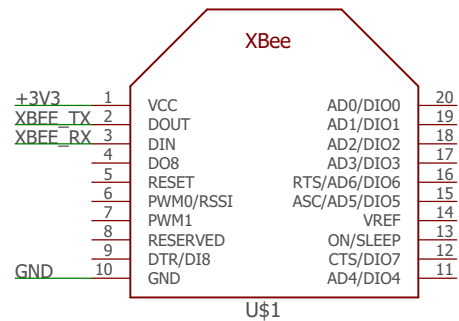 XBee
+3V3 1 VCC AD0/DIO0 20
XBEE_TX 2 DOUT AD1/DIO1 19
XBEE_RX 3 DIN AD2/DIO2 18
4 DO8 AD3/DIO3 17
5 RESET RTS/AD6/DIO6 16
6 PWM0/RSSI ASC/AD5/DIO5 15
7 PWM1 VREF 14
8 RESERVED ON/SLEEP 13
9 DTR/DI8 CTS/DIO7 12
GND 10 GND AD4/DIO4 11
U$1